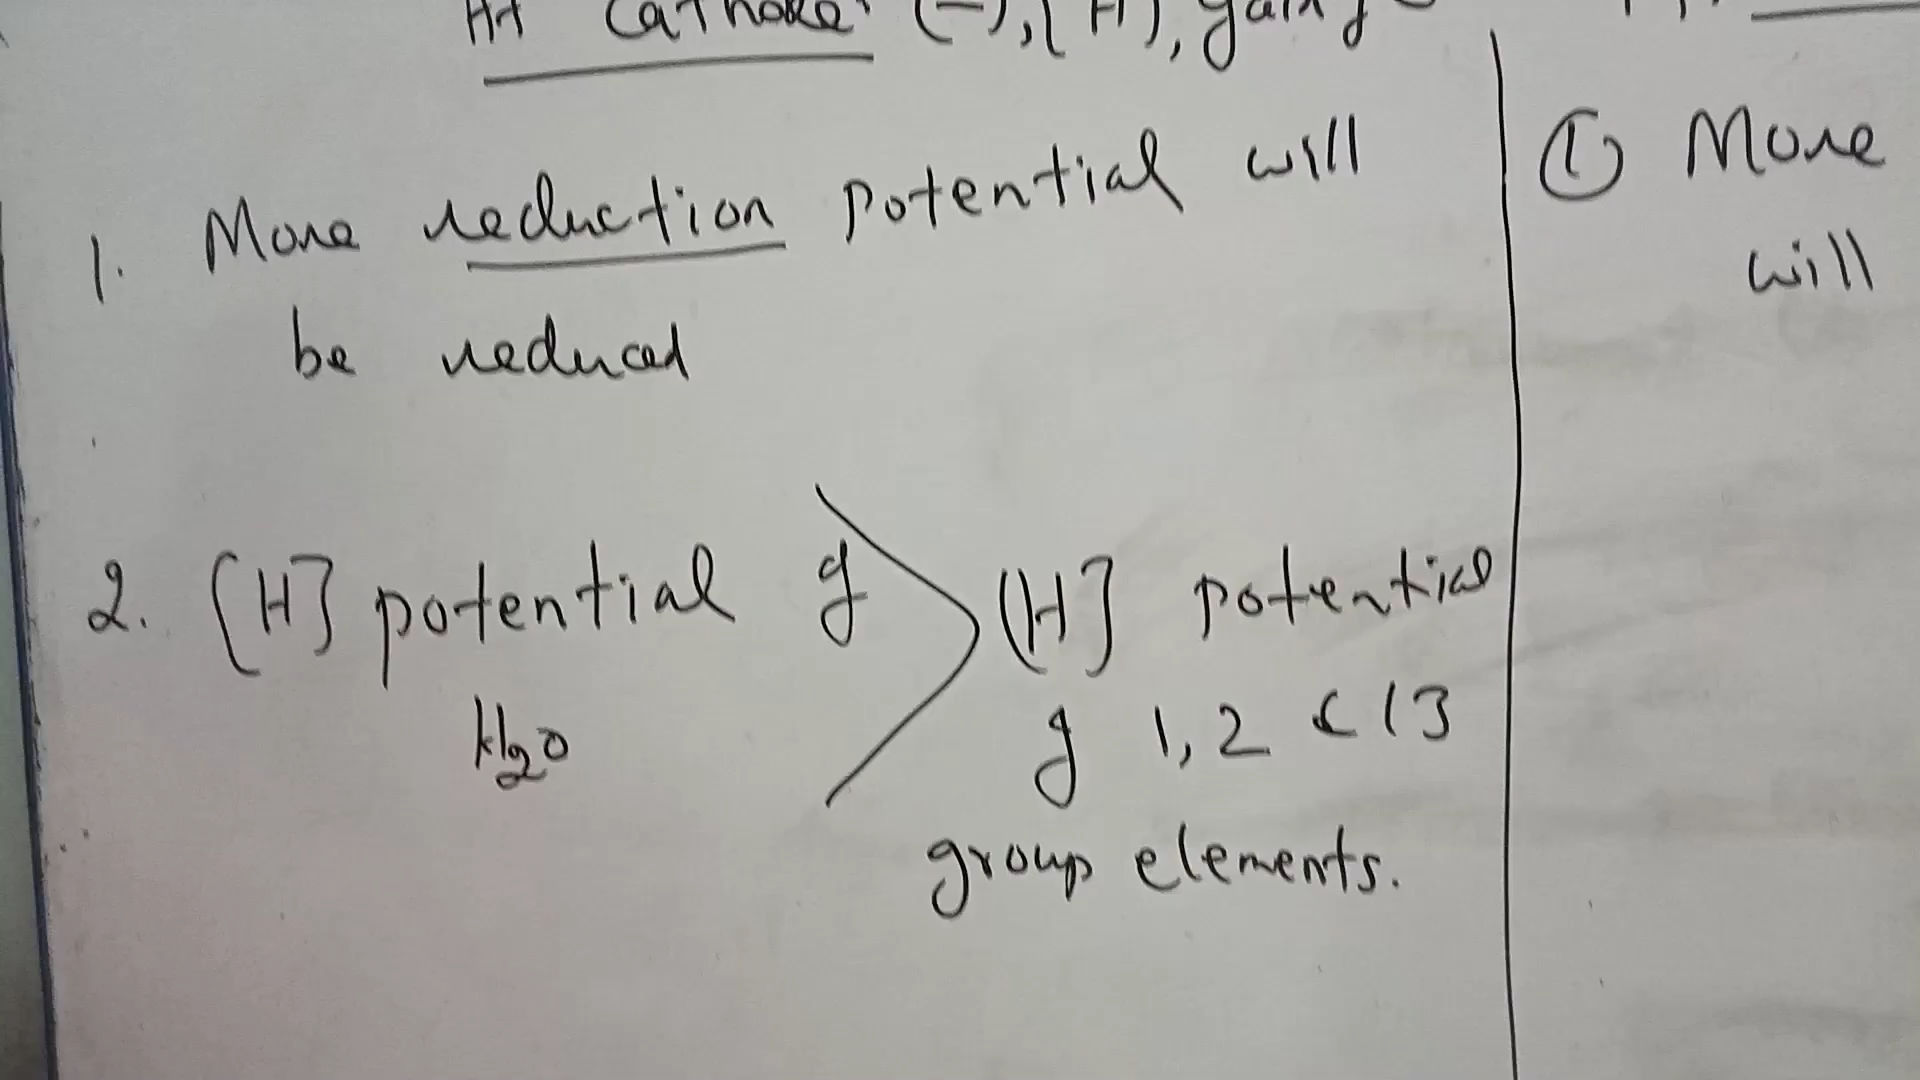 At Cathode (-), [H], gain e
1. More reduction potential will
be reduced
2. [H] potential of > [H] potential
H2O
of 1, 2 & 13
group elements.
① More
will